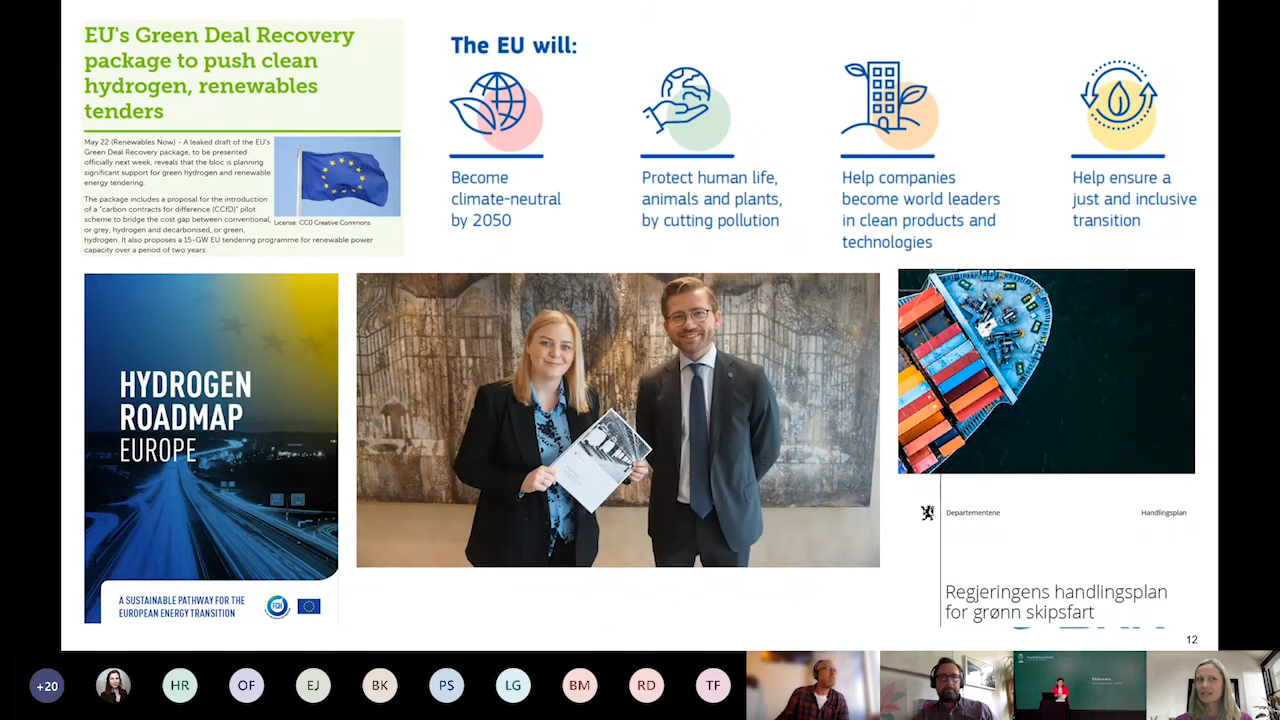 EU's Green Deal Recovery
package to push clean
hydrogen, renewables
tenders
May 22 (Renewables Now) - A leaked draft of the EU's
Green Deal Recovery package, to be presented
officially next week, reveals that the bloc is planning
significant support for green hydrogen and renewable
energy tendering.
The package includes a proposal for the introduction
of a "carbon contracts for difference (CCfD)" pilot
scheme to bridge the cost gap between conventional,
or grey, hydrogen and decarbonised, or green,
hydrogen. It also proposes a 15-GW EU tendering programme for renewable power
capacity over a period of two years.
License: CC0 Creative Commons
The EU will:
Become
climate-neutral
by 2050
Protect human life,
animals and plants,
by cutting pollution
Help companies
become world leaders
in clean products and
technologies
Help ensure a
just and inclusive
transition
HYDROGEN
ROADMAP
EUROPE
A SUSTAINABLE PATHWAY FOR THE
EUROPEAN ENERGY TRANSITION
FCH
Departementene
Handlingsplan
Regjeringens handlingsplan
for grønn skipsfart
12
+20
HR
OF
EJ
BK
PS
LG
BM
RD
TF